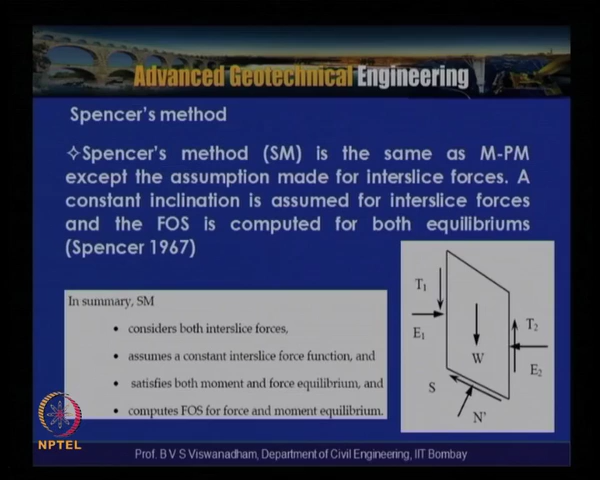 Advanced Geotechnical Engineering
Spencer's method
✧Spencer's method (SM) is the same as M-PM
except the assumption made for interslice forces. A
constant inclination is assumed for interslice forces
and the FOS is computed for both equilibriums
(Spencer 1967)
In summary, SM
• considers both interslice forces,
• assumes a constant interslice force function, and
• satisfies both moment and force equilibrium, and
• computes FOS for force and moment equilibrium.
T1
E1
W
T2
E2
S
N'
NPTEL
Prof. B V S Viswanadham, Department of Civil Engineering, IIT Bombay